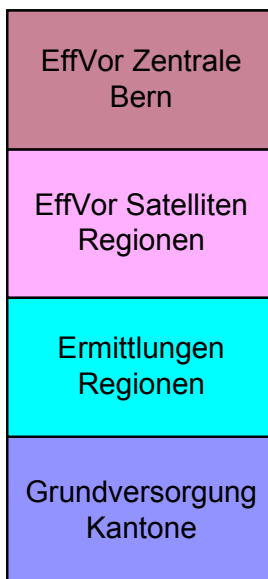 EffVor Zentrale
Bern
EffVor Satelliten
Regionen
Ermittlungen
Regionen
Grundversorgung
Kantone